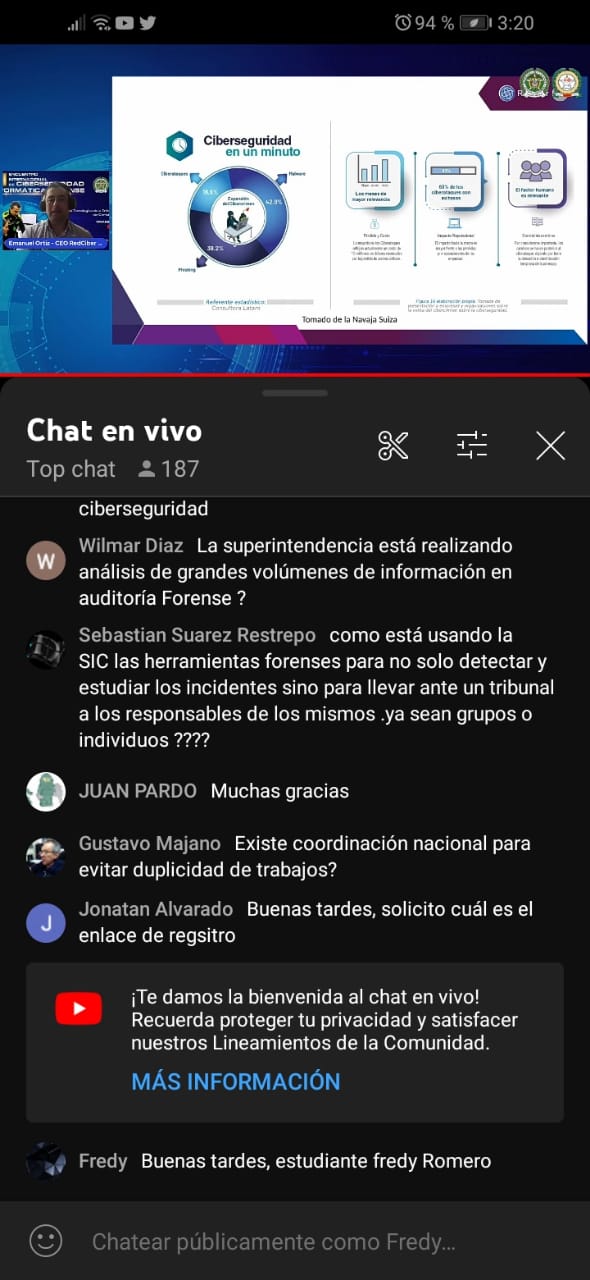 94 %
3:20
ENCUENTRO
INTERNACIONAL
Emanuel Ortiz - CEO RedCiber ...
Ciberseguridad
en un minuto
Ciberataques
Malware
Phishing
42.9%
39.2%
Los meses de
mayor relevancia
60% de los
ciberataques son
exitosos
El factor humano
es relevante
Referente estadístico:
Consultora Latam
Tomado de la Navaja Suiza
Chat en vivo
Top chat 187
ciberseguridad
Wilmar Diaz La superintendencia está realizando
análisis de grandes volúmenes de información en
auditoría Forense ?
W
Sebastian Suarez Restrepo como está usando la
SIC las herramientas forenses para no solo detectar y
estudiar los incidentes sino para llevar ante un tribunal
a los responsables de los mismos .ya sean grupos o
individuos ????
JUAN PARDO Muchas gracias
Gustavo Majano Existe coordinación nacional para
evitar duplicidad de trabajos?
Jonatan Alvarado Buenas tardes, solicito cuál es el
J
enlace de regsitro
¡Te damos la bienvenida al chat en vivo!
Recuerda proteger tu privacidad y satisfacer
nuestros Lineamientos de la Comunidad.
MÁS INFORMACIÓN
Fredy Buenas tardes, estudiante fredy Romero
Chatear públicamente como Fredy...